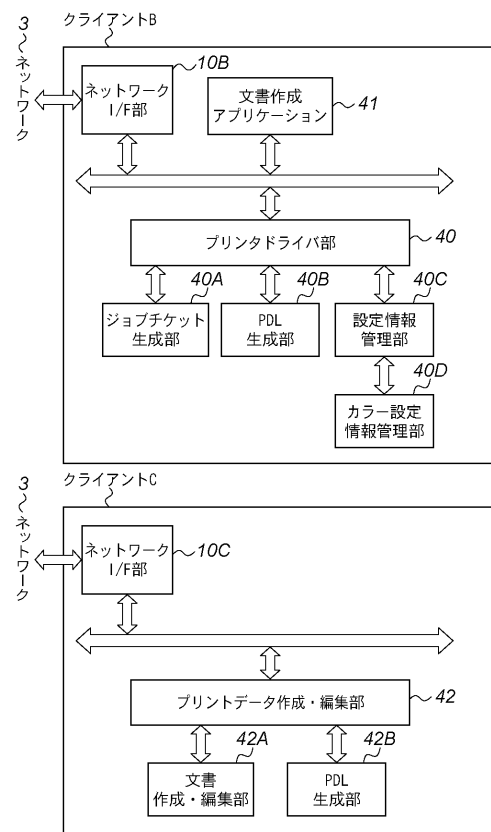 クライアントB
3
ネットワーク
10B
ネットワーク
I/F部
文書作成
アプリケーション
41
プリンタドライバ部
40
40A
40B
40C
ジョブチケット
生成部
PDL
生成部
設定情報
管理部
40D
カラー設定
情報管理部
クライアントC
3
ネットワーク
ネットワーク
I/F部
10C
プリントデータ作成・編集部
42
42A
42B
文書
作成・編集部
PDL
生成部